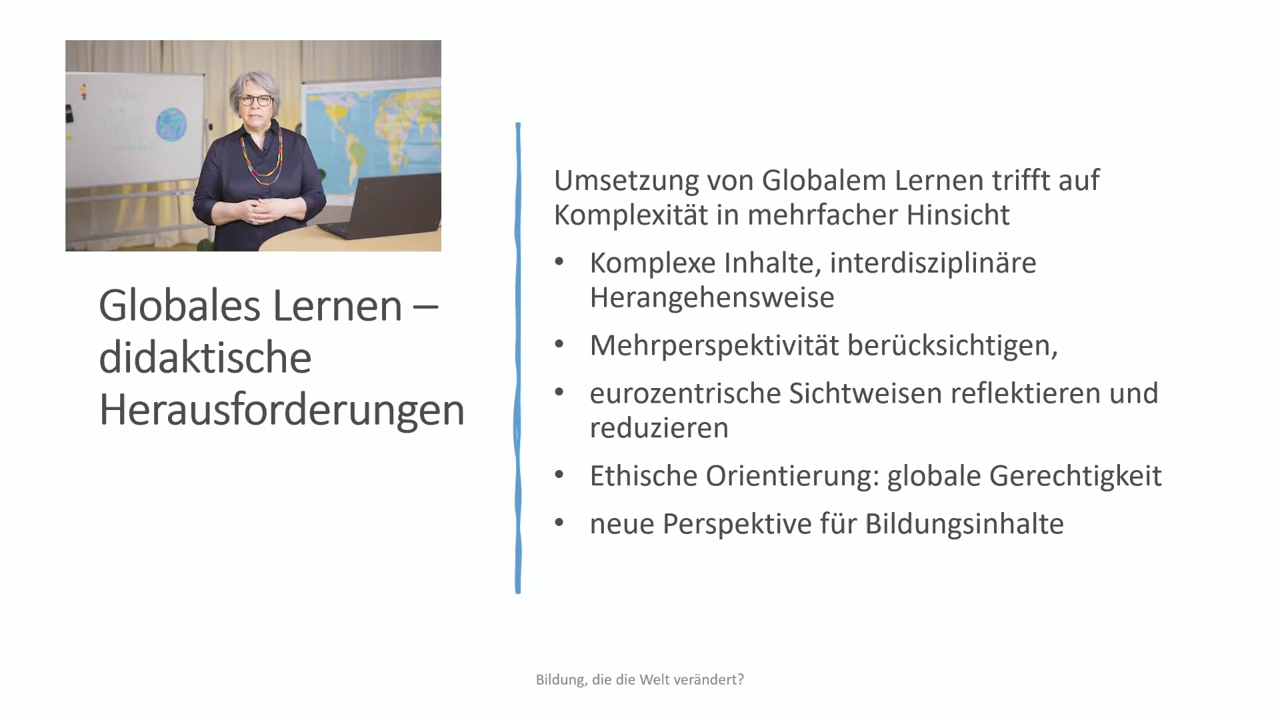 Globales Lernen –
didaktische
Herausforderungen
Umsetzung von Globalem Lernen trifft auf
Komplexität in mehrfacher Hinsicht
• Komplexe Inhalte, interdisziplinäre
Herangehensweise
• Mehrperspektivität berücksichtigen,
• eurozentrische Sichtweisen reflektieren und
reduzieren
• Ethische Orientierung: globale Gerechtigkeit
• neue Perspektive für Bildungsinhalte
Bildung, die die Welt verändert?